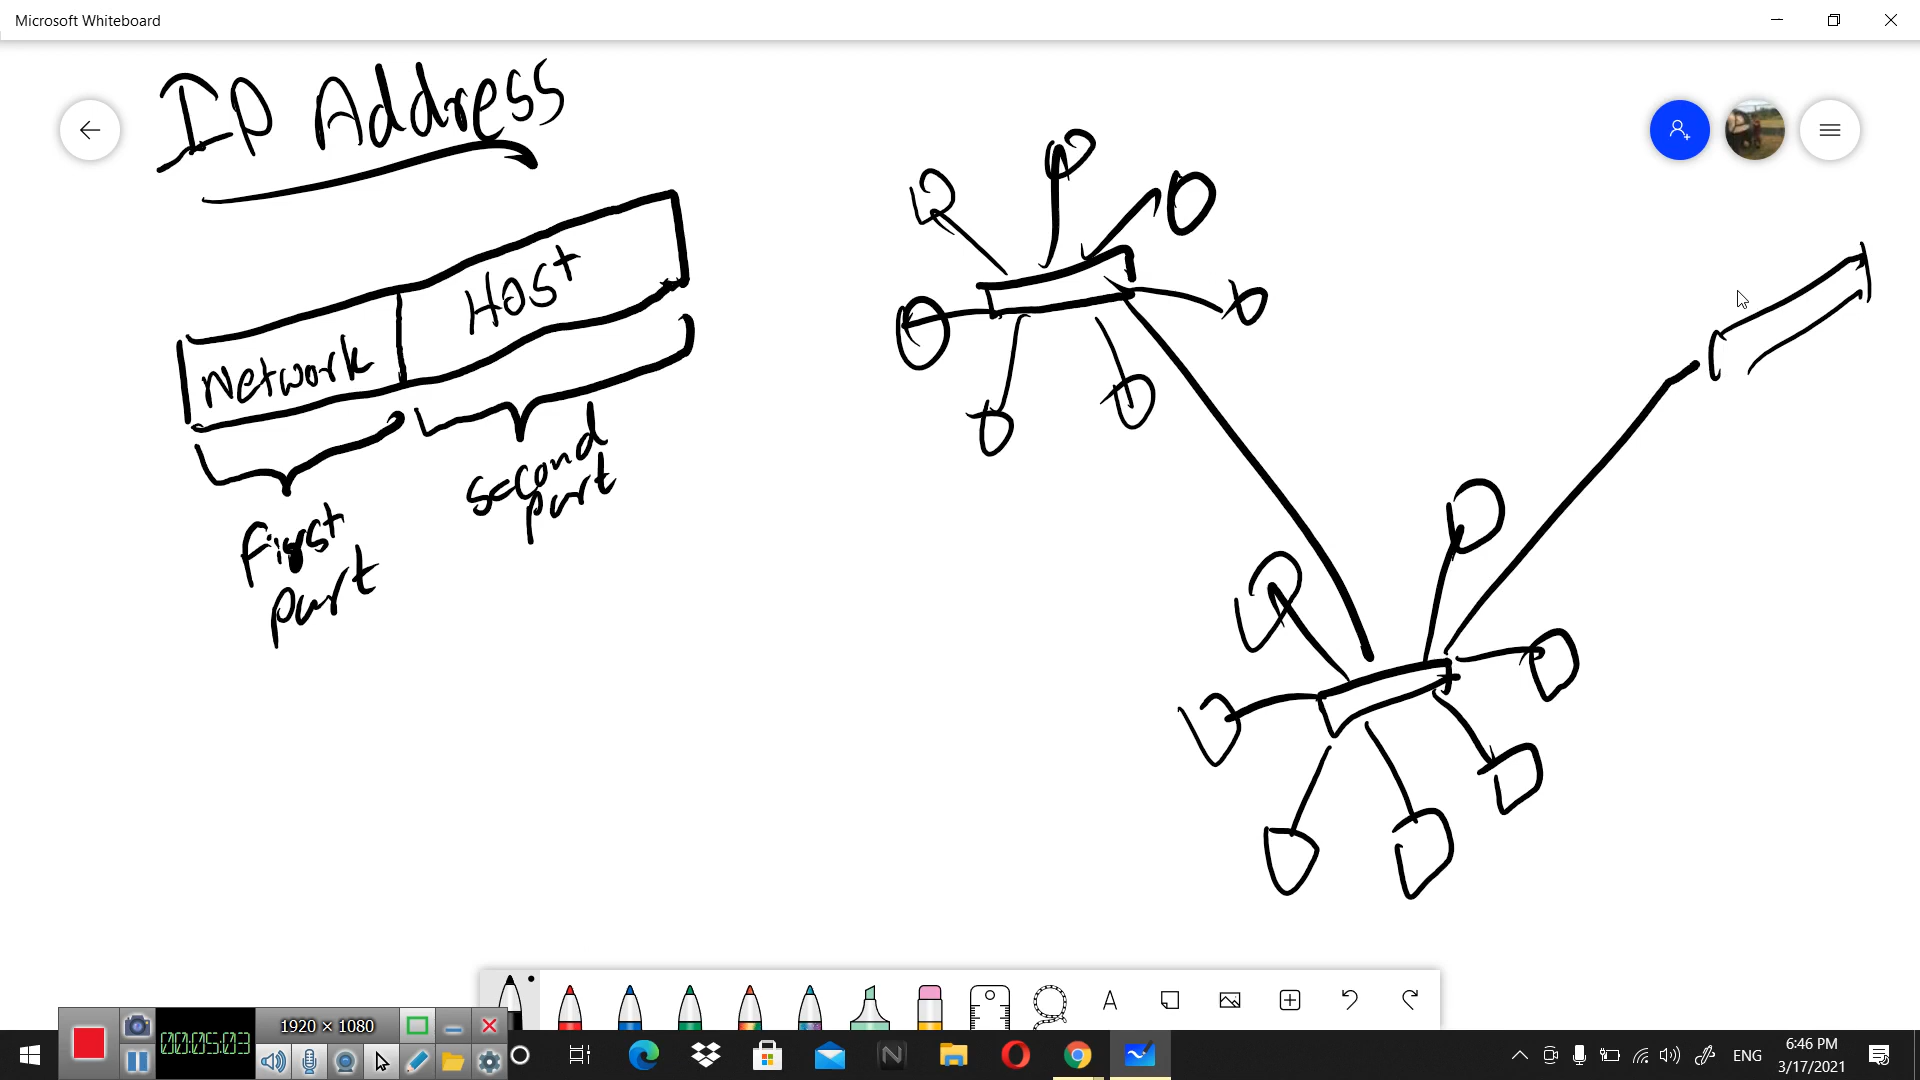 Microsoft Whiteboard
IP Address
Network
Host
First
part
second
part
A
00:05:03
1920 × 1080
N
ENG
6:46 PM
3/17/2021